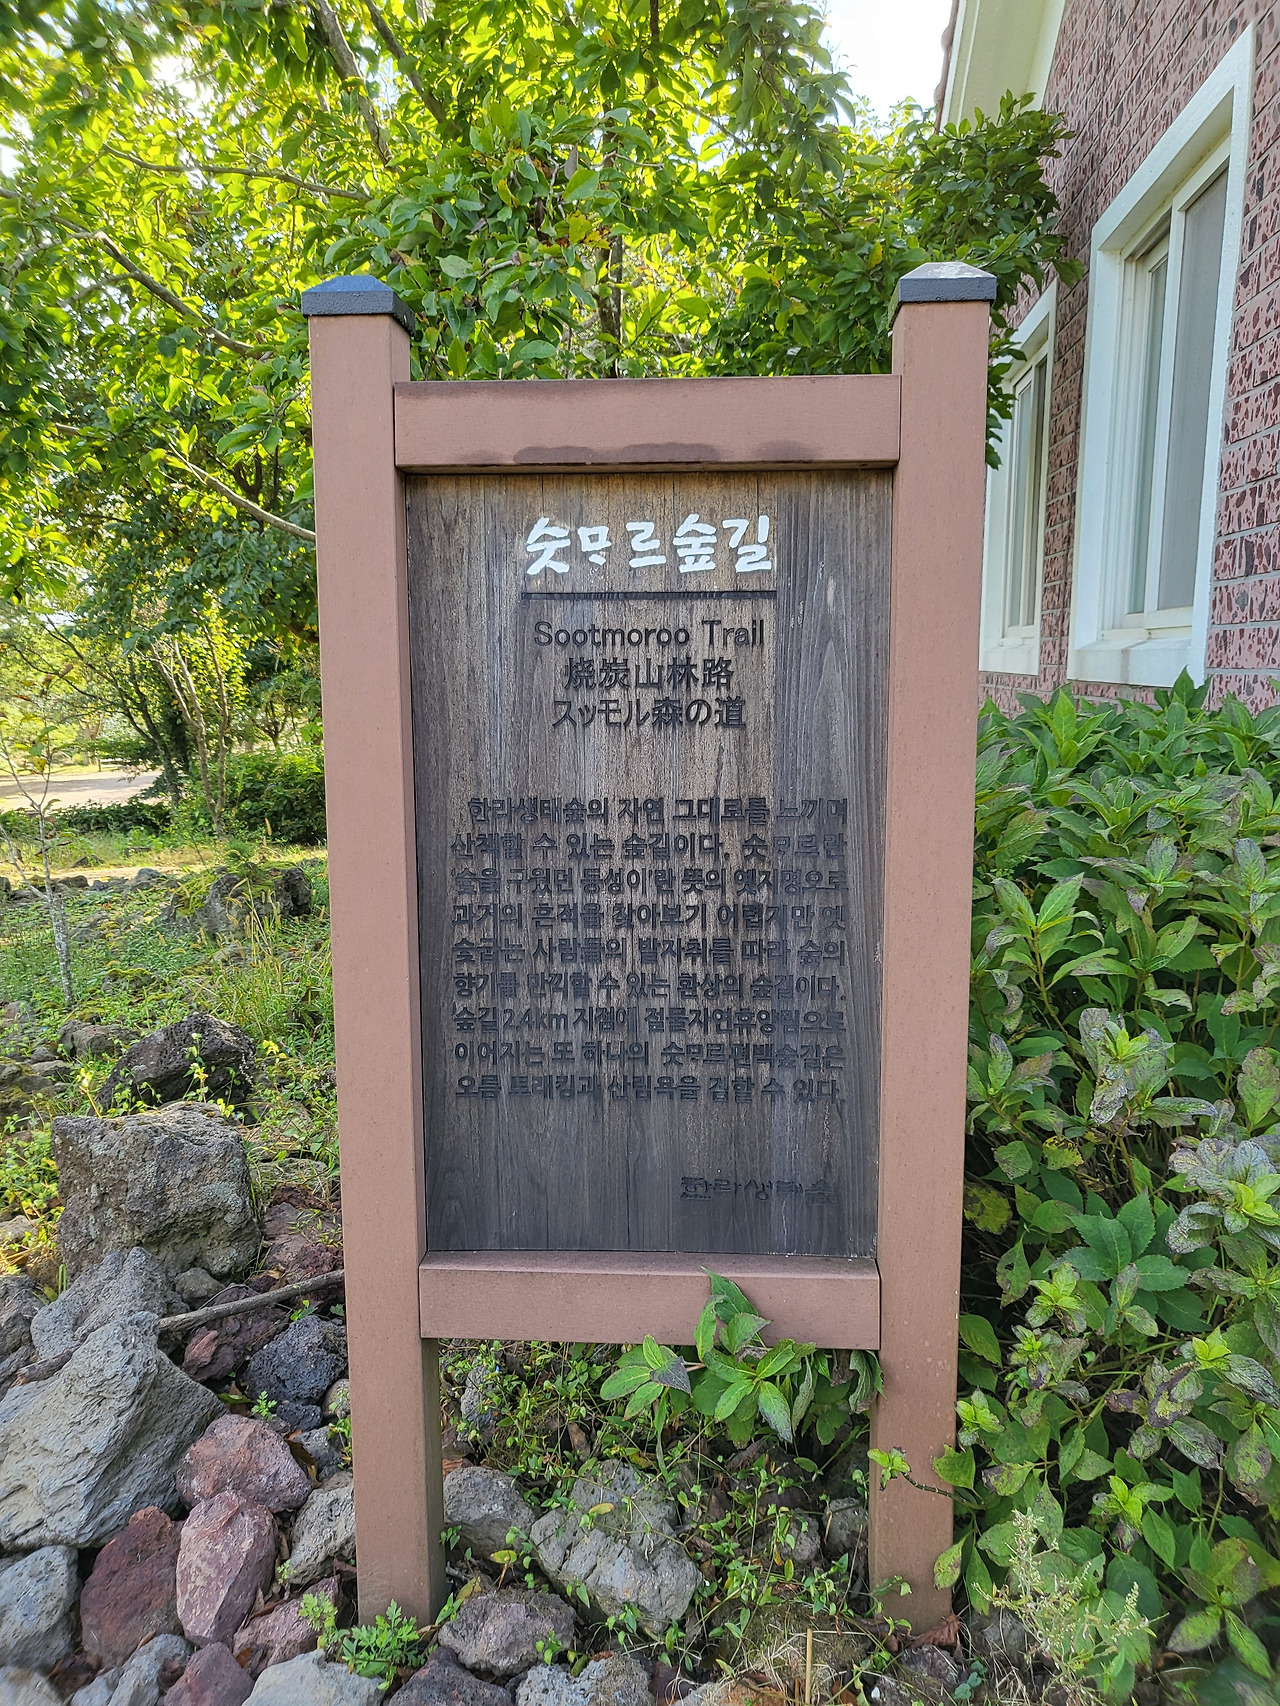 숫ᄆᆞ르숲길
Sootmoroo Trail
烧炭山林路
スッモル森の道
한라생태숲의 자연 그대로를 느끼며
산책할 수 있는 숲길이다. 숫ᄆᆞ르란
'숯을 구웠던 동성이'란 뜻의 옛지명으로
과거의 흔적을 찾아보기 어렵지만 옛
숯굽는 사람들의 발자취를 따라 숲의
향기를 만끽할 수 있는 환상의 숲길이다.
숲길 2.4km 지점에 절물자연휴양림으로
이어지는 또 하나의 숫ᄆᆞ르편백숲길은
오름 트래킹과 산림욕을 겸할 수 있다.
한라생태숲